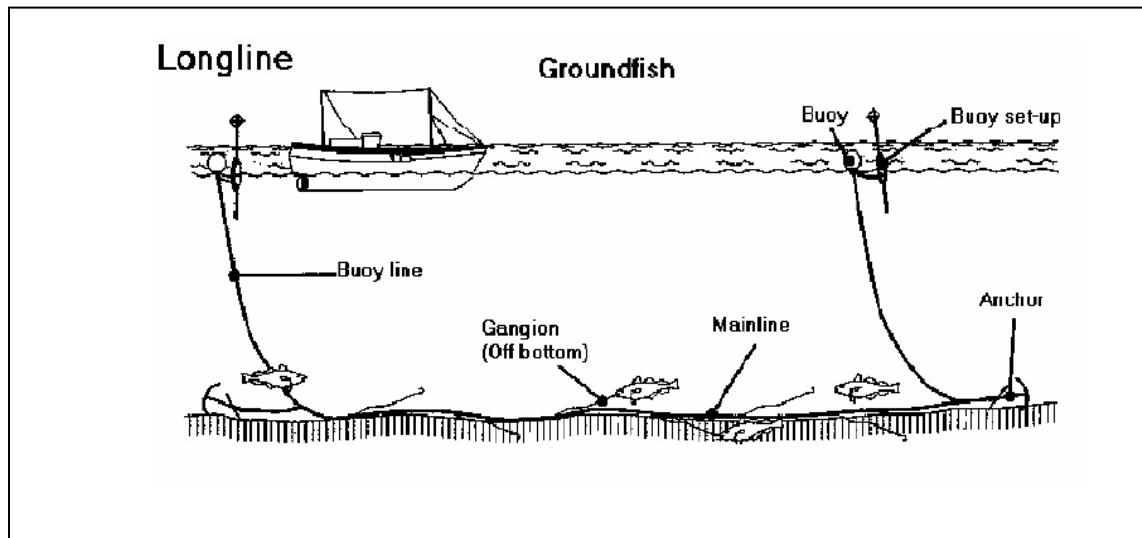 Longline
Groundfish
Buoy
Buoy set-up
Buoy line
Anchor
Gangion
(Off bottom)
Mainline